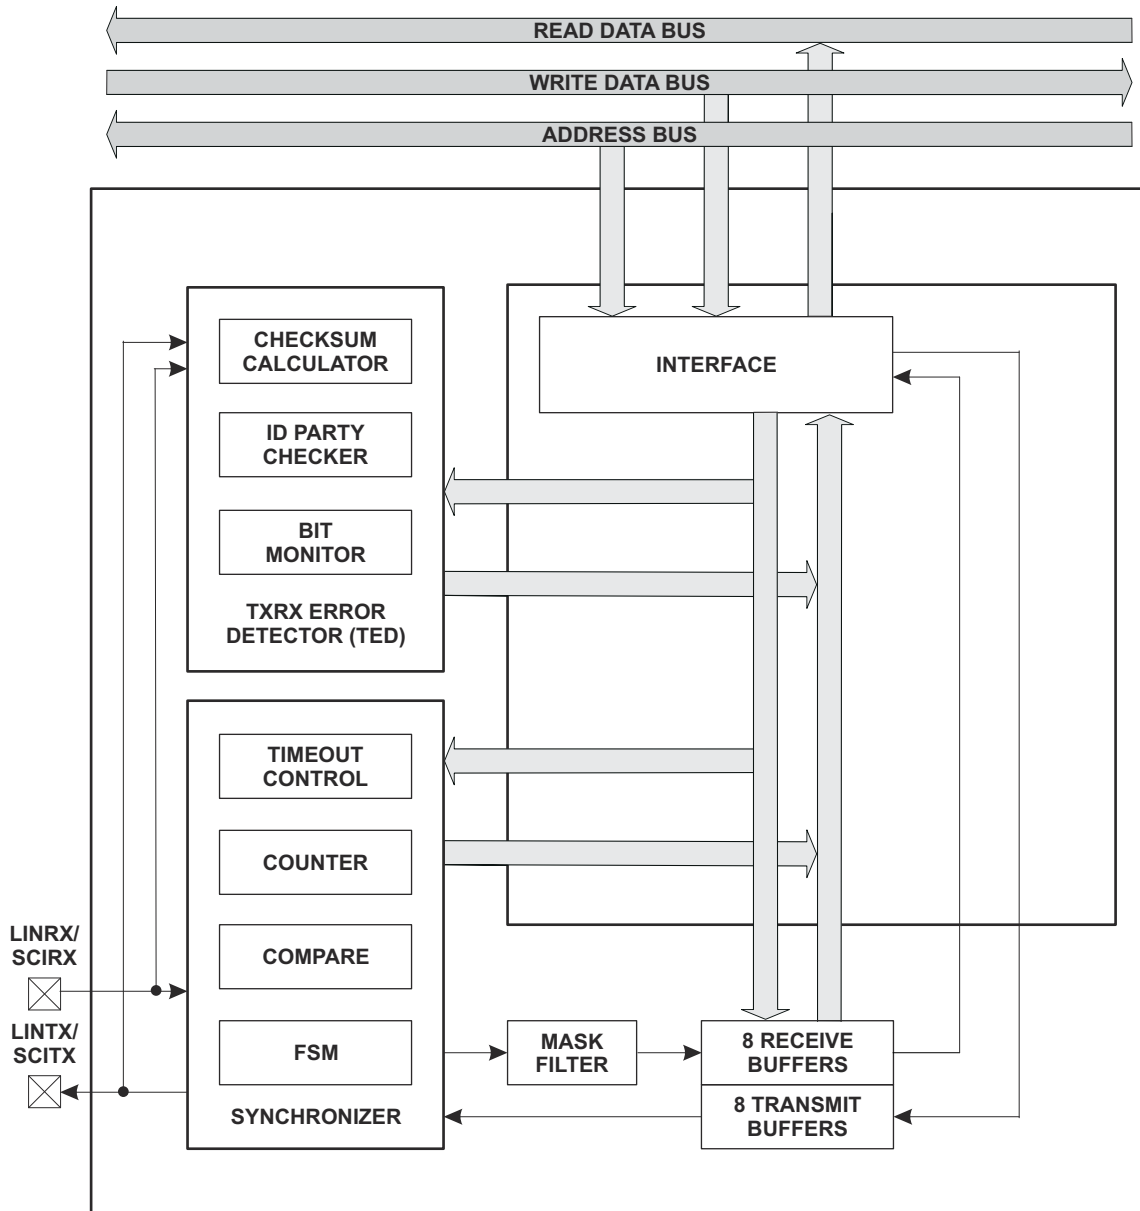 READ DATA BUS
WRITE DATA BUS
ADDRESS BUS
CHECKSUM
CALCULATOR
ID PARTY
CHECKER
BIT
MONITOR
TXRX ERROR
DETECTOR (TED)
INTERFACE
TIMEOUT
CONTROL
COUNTER
COMPARE
FSM
SYNCHRONIZER
LINRX/
SCIRX
LINTX/
SCITX
MASK
FILTER
8 RECEIVE
BUFFERS
8 TRANSMIT
BUFFERS